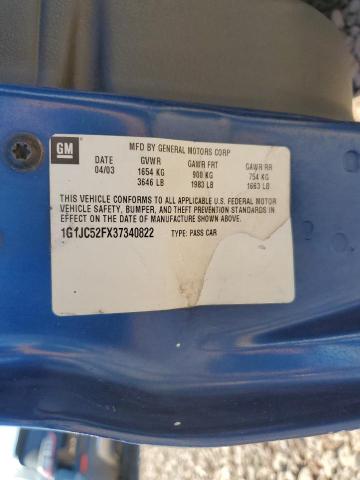 GM
MFD BY GENERAL MOTORS CORP
DATE GVWR GAWR FRT GAWR RR
04/03 1654 KG 900 KG 754 KG
3646 LB 1983 LB 1663 LB
THIS VEHICLE CONFORMS TO ALL APPLICABLE U.S. FEDERAL MOTOR
VEHICLE SAFETY, BUMPER, AND THEFT PREVENTION STANDARDS IN
EFFECT ON THE DATE OF MANUFACTURE SHOWN ABOVE.
1G1JC52FX37340822 TYPE: PASS CAR